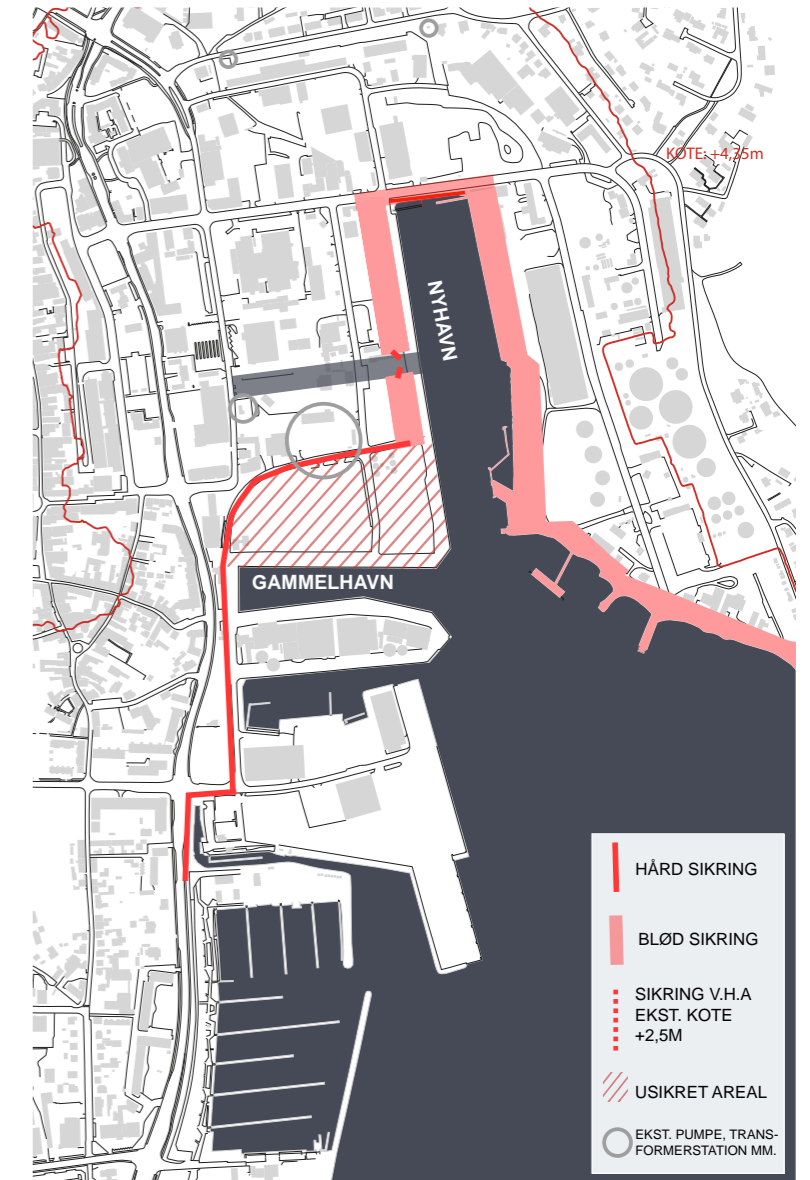 KOTE: +4,35m
NYHAVN
GAMMELHAVN
HÅRD SIKRING
BLØD SIKRING
SIKRING V.H.A
EKST. KOTE
+2,5M
USIKRET AREAL
EKST. PUMPE, TRANS-
FORMERSTATION MM.